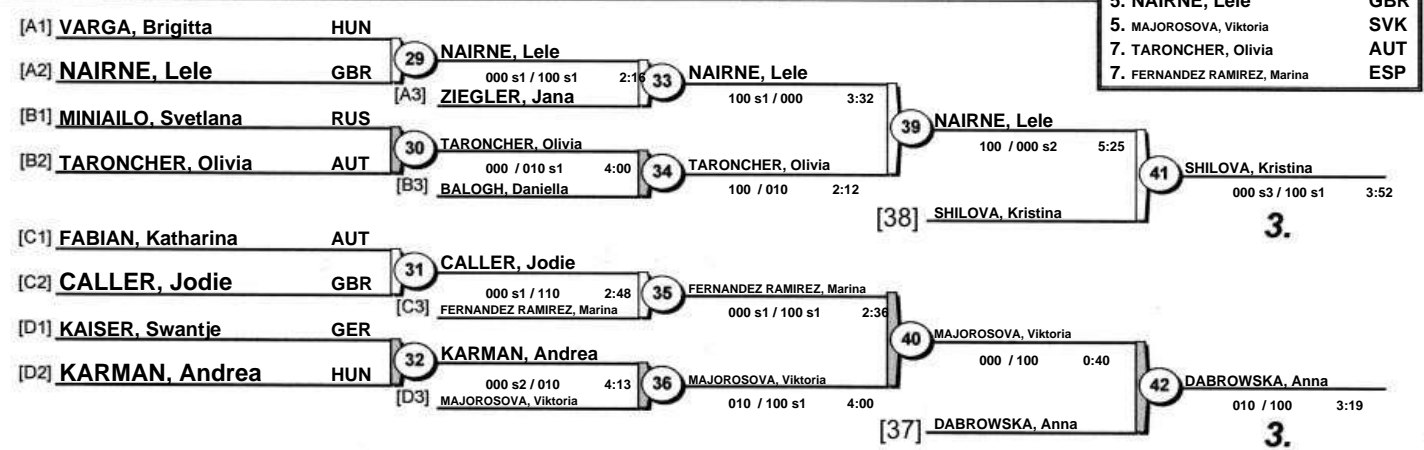 5. NAIRNE, Lele GBR
5. MAJOROSOVA, Viktoria SVK
7. TARONCHER, Olivia AUT
7. FERNANDEZ RAMIREZ, Marina ESP
[A1] VARGA, Brigitta HUN
29 NAIRNE, Lele
[A2] NAIRNE, Lele GBR
000 s1 / 100 s1 2:16
33 NAIRNE, Lele
[A3] ZIEGLER, Jana
100 s1 / 000 3:32
[B1] MINIAILO, Svetlana RUS
39 NAIRNE, Lele
30 TARONCHER, Olivia
100 / 000 s2 5:25
[B2] TARONCHER, Olivia AUT
000 / 010 s1 4:00
34 TARONCHER, Olivia
41 SHILOVA, Kristina
[B3] BALOGH, Daniella
100 / 010 2:12
000 s3 / 100 s1 3:52
[38] SHILOVA, Kristina
3.
[C1] FABIAN, Katharina AUT
31 CALLER, Jodie
[C2] CALLER, Jodie GBR
000 s1 / 110 2:48
35 FERNANDEZ RAMIREZ, Marina
[C3] FERNANDEZ RAMIREZ, Marina
000 s1 / 100 s1 2:36
[D1] KAISER, Swantje GER
40 MAJOROSOVA, Viktoria
32 KARMAN, Andrea
000 / 100 0:40
[D2] KARMAN, Andrea HUN
000 s2 / 010 4:13
36 MAJOROSOVA, Viktoria
42 DABROWSKA, Anna
[D3] MAJOROSOVA, Viktoria
010 / 100 s1 4:00
010 / 100 3:19
[37] DABROWSKA, Anna
3.